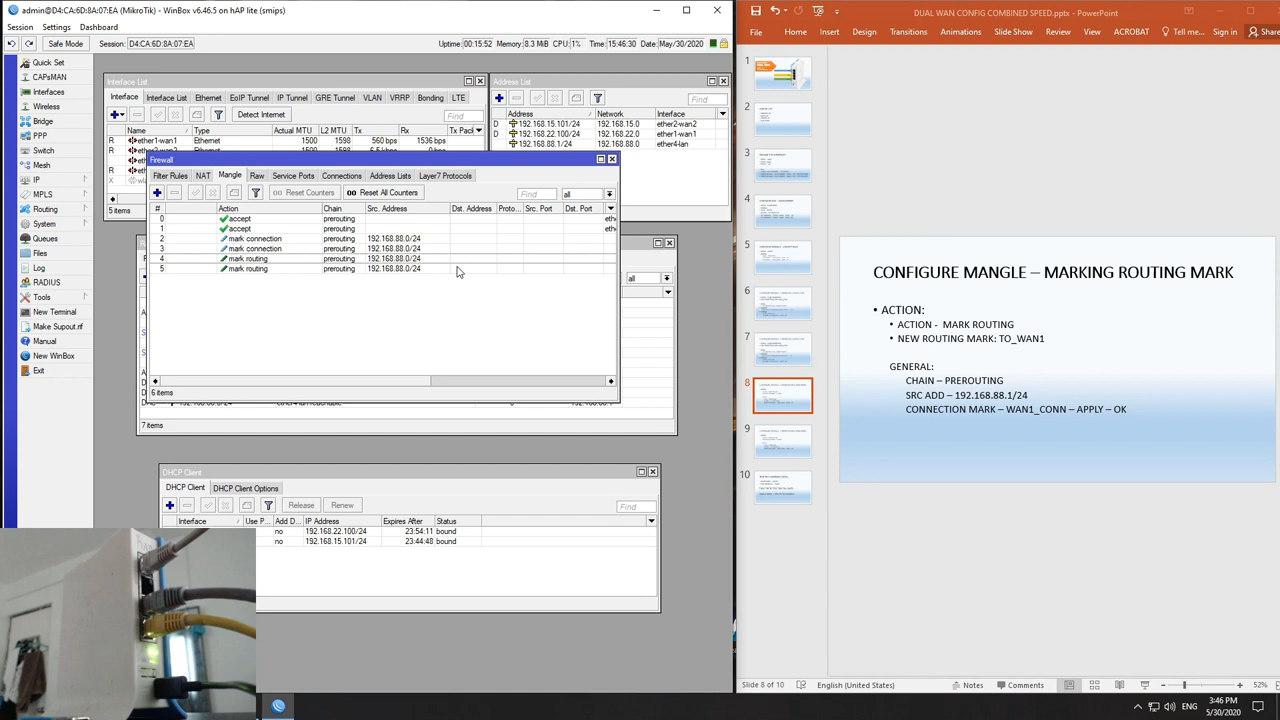 admin@D4:CA:6D:8A:07:EA (MikroTik) - WinBox v6.46.5 on hAP lite (smips)
Session Settings Dashboard
Safe Mode Session: D4:CA:6D:8A:07:EA Uptime: 00:15:52 Memory: 8.3 MiB CPU: 1% Time: 15:46:30 Date: May/30/2020
Quick Set
CAPsMAN
Interfaces
Wireless
Bridge
PPP
Switch
Mesh
IP
MPLS
Routing
System
Queues
Files
Log
RADIUS
Tools
New Terminal
Make Supout.rif
Manual
New WinBox
Exit
Interface List
Interface Interface List Ethernet EoIP Tunnel IP Tunnel GRE Tunnel VLAN VRRP Bonding LTE
Detect Internet Find
Name Type Actual MTU L2 MTU Tx Rx Tx Pack
R ether1-wan1 Ethernet 1500 1598 560 bps 1536 bps
R
R
X
5 items
Address List
Find
Address Network Interface
D 192.168.15.101/24 192.168.15.0 ether2-wan2
D 192.168.22.100/24 192.168.22.0 ether1-wan1
192.168.88.1/24 192.168.88.0 ether4-lan
Firewall
Filter Rules NAT Raw Service Ports Connections Address Lists Layer7 Protocols
Reset Counters Reset All Counters Find all
# Action Chain Src. Address Dst. Address Src. Port Dst. Port
0 accept prerouting ethe
1 accept prerouting ethe
2 mark connection prerouting 192.168.88.0/24
3 mark connection prerouting 192.168.88.0/24
4 mark routing prerouting 192.168.88.0/24
5 mark routing prerouting 192.168.88.0/24
6 items
all
7 items
DHCP Client
DHCP Client DHCP Client Options
Release Renew Find
Interface Use P... Add D... IP Address Expires After Status
no 192.168.22.100/24 23:54:11 bound
no 192.168.15.101/24 23:44:48 bound
DUAL WAN CONFIG COMBINED SPEED.pptx - PowerPoint
File Home Insert Design Transitions Animations Slide Show Review View ACROBAT Tell me... Sign in Share
1
2
3
4
5
6
7
8
9
10
CONFIGURE MANGLE – MARKING ROUTING MARK
• ACTION:
• ACTION - MARK ROUTING
• NEW ROUTING MARK: TO_WAN1
GENERAL:
CHAIN – PREROUTING
SRC ADD – 192.168.88.1/24
CONNECTION MARK – WAN1_CONN – APPLY – OK
Slide 8 of 10 English (United States) Notes Comments 52%
ENG 3:46 PM
5/30/2020